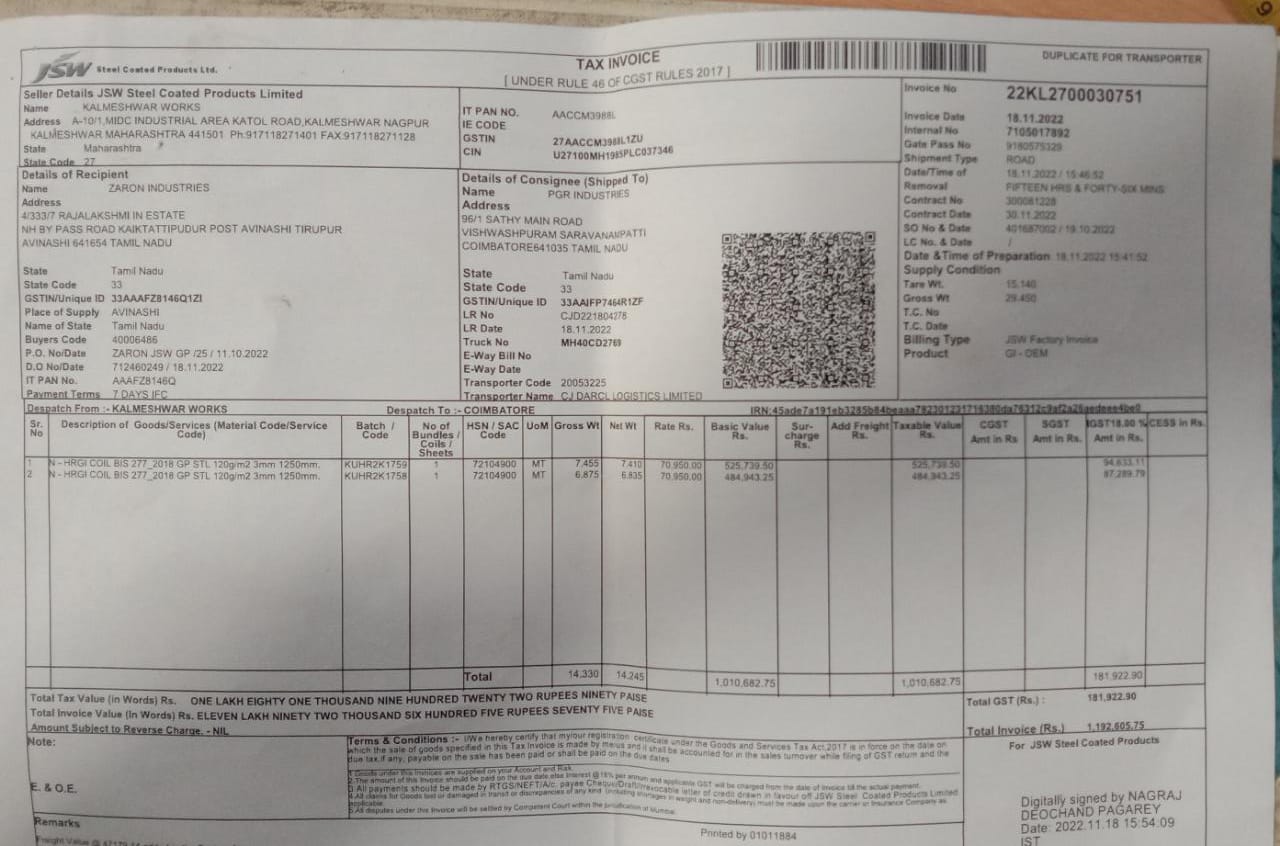 JSW Steel Coated Products Ltd.
TAX INVOICE
[ UNDER RULE 46 OF CGST RULES 2017 ]
DUPLICATE FOR TRANSPORTER
Seller Details JSW Steel Coated Products Limited
Name KALMESHWAR WORKS
Address A-10/1,MIDC INDUSTRIAL AREA KATOL ROAD,KALMESHWAR NAGPUR
KALMESHWAR MAHARASHTRA 441501 Ph:917118271401 FAX:917118271128
State Maharashtra
State Code 27
IT PAN NO. AACCM3988L
IE CODE
GSTIN 27AACCM3988L1ZU
CIN U27100MH1985PLC037346
Invoice No 22KL2700030751
Invoice Date 18.11.2022
Internal No 7105017892
Gate Pass No 9180575329
Shipment Type ROAD
Date/Time of 18.11.2022 / 15:46:52
Removal FIFTEEN HRS & FORTY-SIX MINS
Contract No 300081228
Contract Date 30.11.2022
SO No & Date 401687002 / 19.10.2022
LC No. & Date /
Date &Time of Preparation 18.11.2022 15:41:52
Supply Condition
Tare Wt. 15.140
Gross Wt 29.450
T.C. No
T.C. Date
Billing Type JSW Factory Invoice
Product GI - OEM
Details of Recipient
Name ZARON INDUSTRIES
Address
4/333/7 RAJALAKSHMI IN ESTATE
NH BY PASS ROAD KAIKTATTIPUDUR POST AVINASHI TIRUPUR
AVINASHI 641654 TAMIL NADU
State Tamil Nadu
State Code 33
GSTIN/Unique ID 33AAAFZ8146Q1ZI
Place of Supply AVINASHI
Name of State Tamil Nadu
Buyers Code 40006486
P.O. No/Date ZARON JSW GP /25 / 11.10.2022
D.O No/Date 712460249 / 18.11.2022
IT PAN No. AAAFZ8146Q
Payment Terms 7 DAYS IFC
Details of Consignee (Shipped To)
Name PGR INDUSTRIES
Address
96/1 SATHY MAIN ROAD
VISHWASHPURAM SARAVANAMPATTI
COIMBATORE641035 TAMIL NADU
State Tamil Nadu
State Code 33
GSTIN/Unique ID 33AAIFP7464R1ZF
LR No CJD221804278
LR Date 18.11.2022
Truck No MH40CD2769
E-Way Bill No
E-Way Date
Transporter Code 20053225
Transporter Name CJ DARCL LOGISTICS LIMITED
Despatch From :- KALMESHWAR WORKS Despatch To :- COIMBATORE IRN:
Sr. No Description of Goods/Services (Material Code/Service Code) Batch / Code No of Bundles / Coils / Sheets HSN / SAC Code UoM Gross Wt Net Wt Rate Rs. Basic Value Rs. Sur-charge Rs. Add Freight Rs. Taxable Value Rs. CGST Amt in Rs SGST Amt in Rs. IGST18.00 % Amt in Rs. CESS in Rs.
1 N - HRGI COIL BIS 277_2018 GP STL 120g/m2 3mm 1250mm. KUHR2K1759 1 72104900 MT 7.455 7.410 70,950.00 525,739.50 525,739.50 94,633.11
2 N - HRGI COIL BIS 277_2018 GP STL 120g/m2 3mm 1250mm. KUHR2K1758 1 72104900 MT 6.875 6.835 70,950.00 484,943.25 484,943.25 87,289.79
Total 14.330 14.245 1,010,682.75 1,010,682.75 181,922.90
Total Tax Value (in Words) Rs. ONE LAKH EIGHTY ONE THOUSAND NINE HUNDRED TWENTY TWO RUPEES NINETY PAISE
Total GST (Rs.) : 181,922.90
Total Invoice Value (In Words) Rs. ELEVEN LAKH NINETY TWO THOUSAND SIX HUNDRED FIVE RUPEES SEVENTY FIVE PAISE
Total Invoice (Rs.) 1,192,605.75
Amount Subject to Reverse Charge. - NIL
Note:
E. & O.E.
Terms & Conditions :- I/We hereby certify that my/our registration certificate under the Goods and Services Tax Act,2017 is in force on the date on
which the sale of goods specified in this Tax Invoice is made by me/us and it shall be accounted for in the sales turnover while filing of GST return and the
due tax,if any, payable on the sale has been paid or shall be paid on the due dates
1 Goods under this Invoices are supplied on your Account and Risk.
2.The amount of this Invoice should be paid on the due date,else Interest @18% per annum and applicable GST will be charged from the date of Invoice till the actual payment.
3 All payments should be made by RTGS/NEFT/A/c. payee Cheque/Draft/Irrevocable letter of credit drawn in favour off JSW Steel Coated Products Limited
4.All claims for Goods lost or damaged in transit or discrepancies of any kind (including shortages in weight and non-delivery) must be made upon the carrier or Insurance Company as
applicable.
5.All disputes under this Invoice will be settled by Competent Court within the jurisdiction of Mumbai.
For JSW Steel Coated Products
Digitally signed by NAGRAJ
DEOCHAND PAGAREY
Date: 2022.11.18 15:54:09
IST
Remarks
Printed by 01011884
Freight Value @